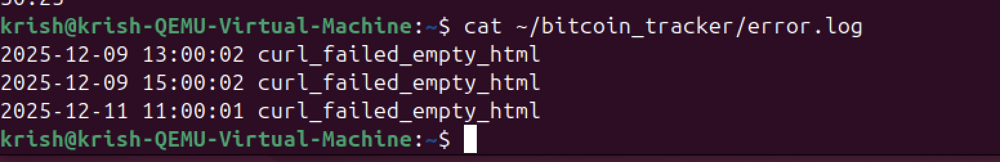 krish@krish-QEMU-Virtual-Machine:~$ cat ~/bitcoin_tracker/error.log
2025-12-09 13:00:02 curl_failed_empty_html
2025-12-09 15:00:02 curl_failed_empty_html
2025-12-11 11:00:01 curl_failed_empty_html
krish@krish-QEMU-Virtual-Machine:~$